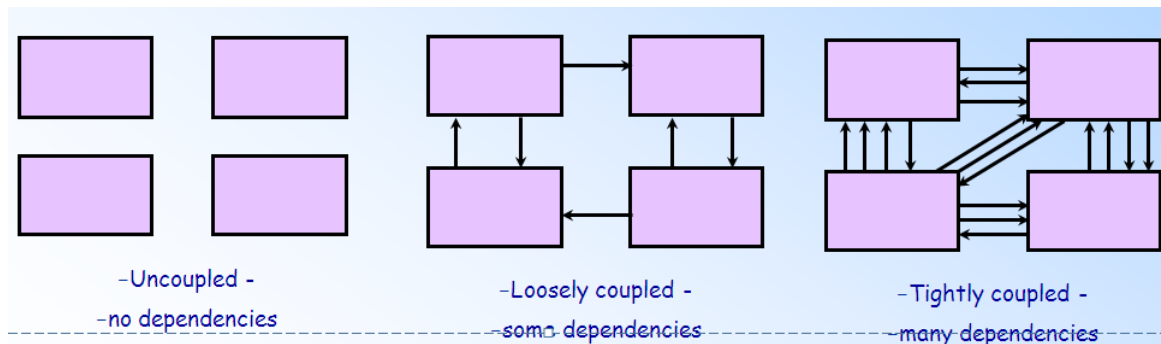 -Uncoupled -
-no dependencies
-Loosely coupled -
-some dependencies
-Tightly coupled -
-many dependencies